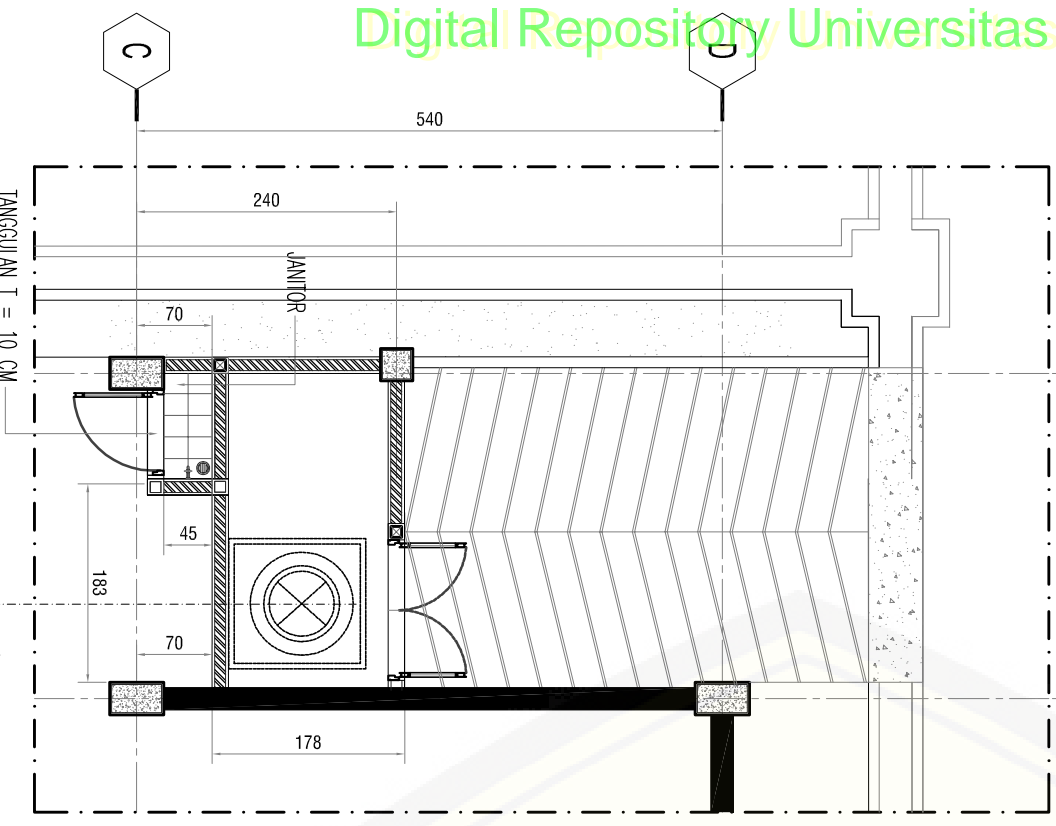 Digital Repository Universitas
C
D
540
240
JANITOR
70
TANGGULAN T = 10 CM
45
183
70
178